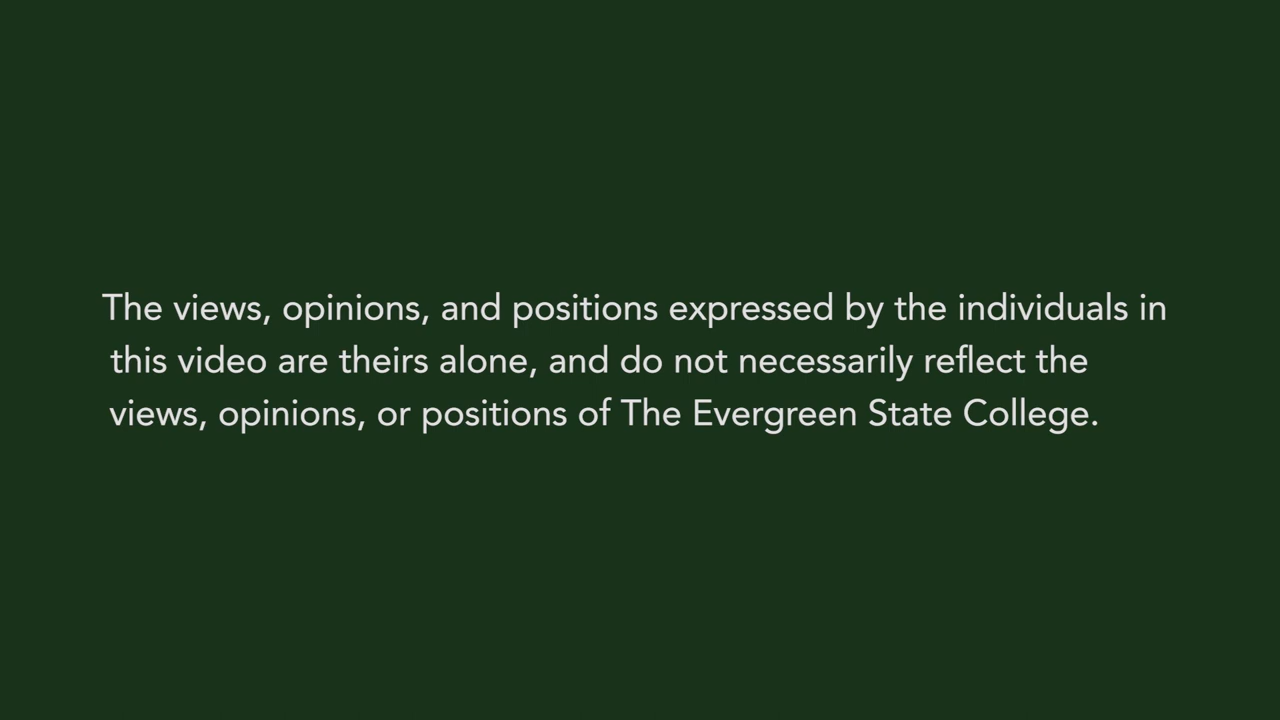 The views, opinions, and positions expressed by the individuals in
this video are theirs alone, and do not necessarily reflect the
views, opinions, or positions of The Evergreen State College.